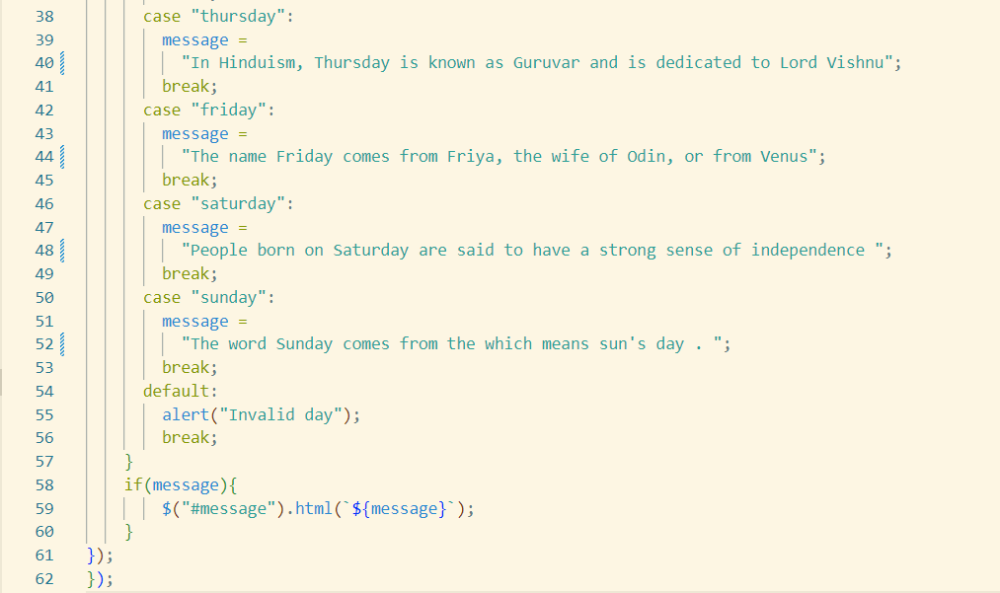 38 case "thursday":
39 message =
40 "In Hinduism, Thursday is known as Guruvar and is dedicated to Lord Vishnu";
41 break;
42 case "friday":
43 message =
44 "The name Friday comes from Friya, the wife of Odin, or from Venus";
45 break;
46 case "saturday":
47 message =
48 "People born on Saturday are said to have a strong sense of independence ";
49 break;
50 case "sunday":
51 message =
52 "The word Sunday comes from the which means sun's day . ";
53 break;
54 default:
55 alert("Invalid day");
56 break;
57 }
58 if(message){
59 $("#message").html(`${message}`);
60 }
61 });
62 });